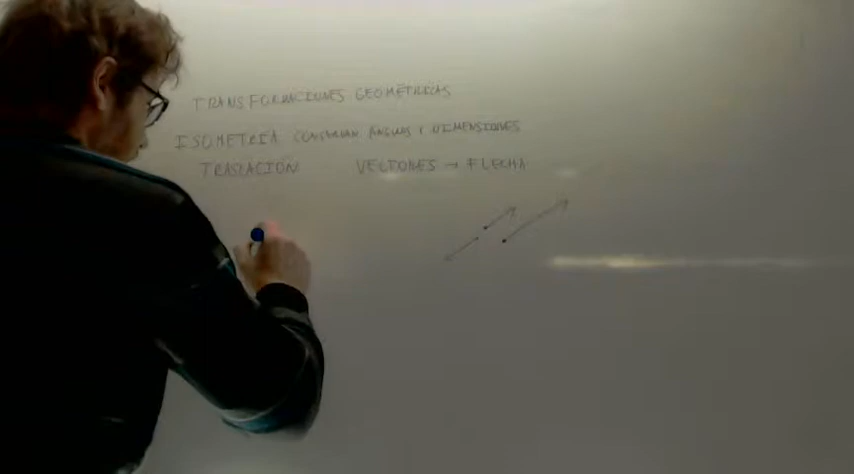 TRANSFORMACIONES GEOMÉTRICAS
ISOMETRÍA CONSERVAN ÁNGULOS Y DIMENSIONES
TRASLACIÓN VECTORES → FLECHA